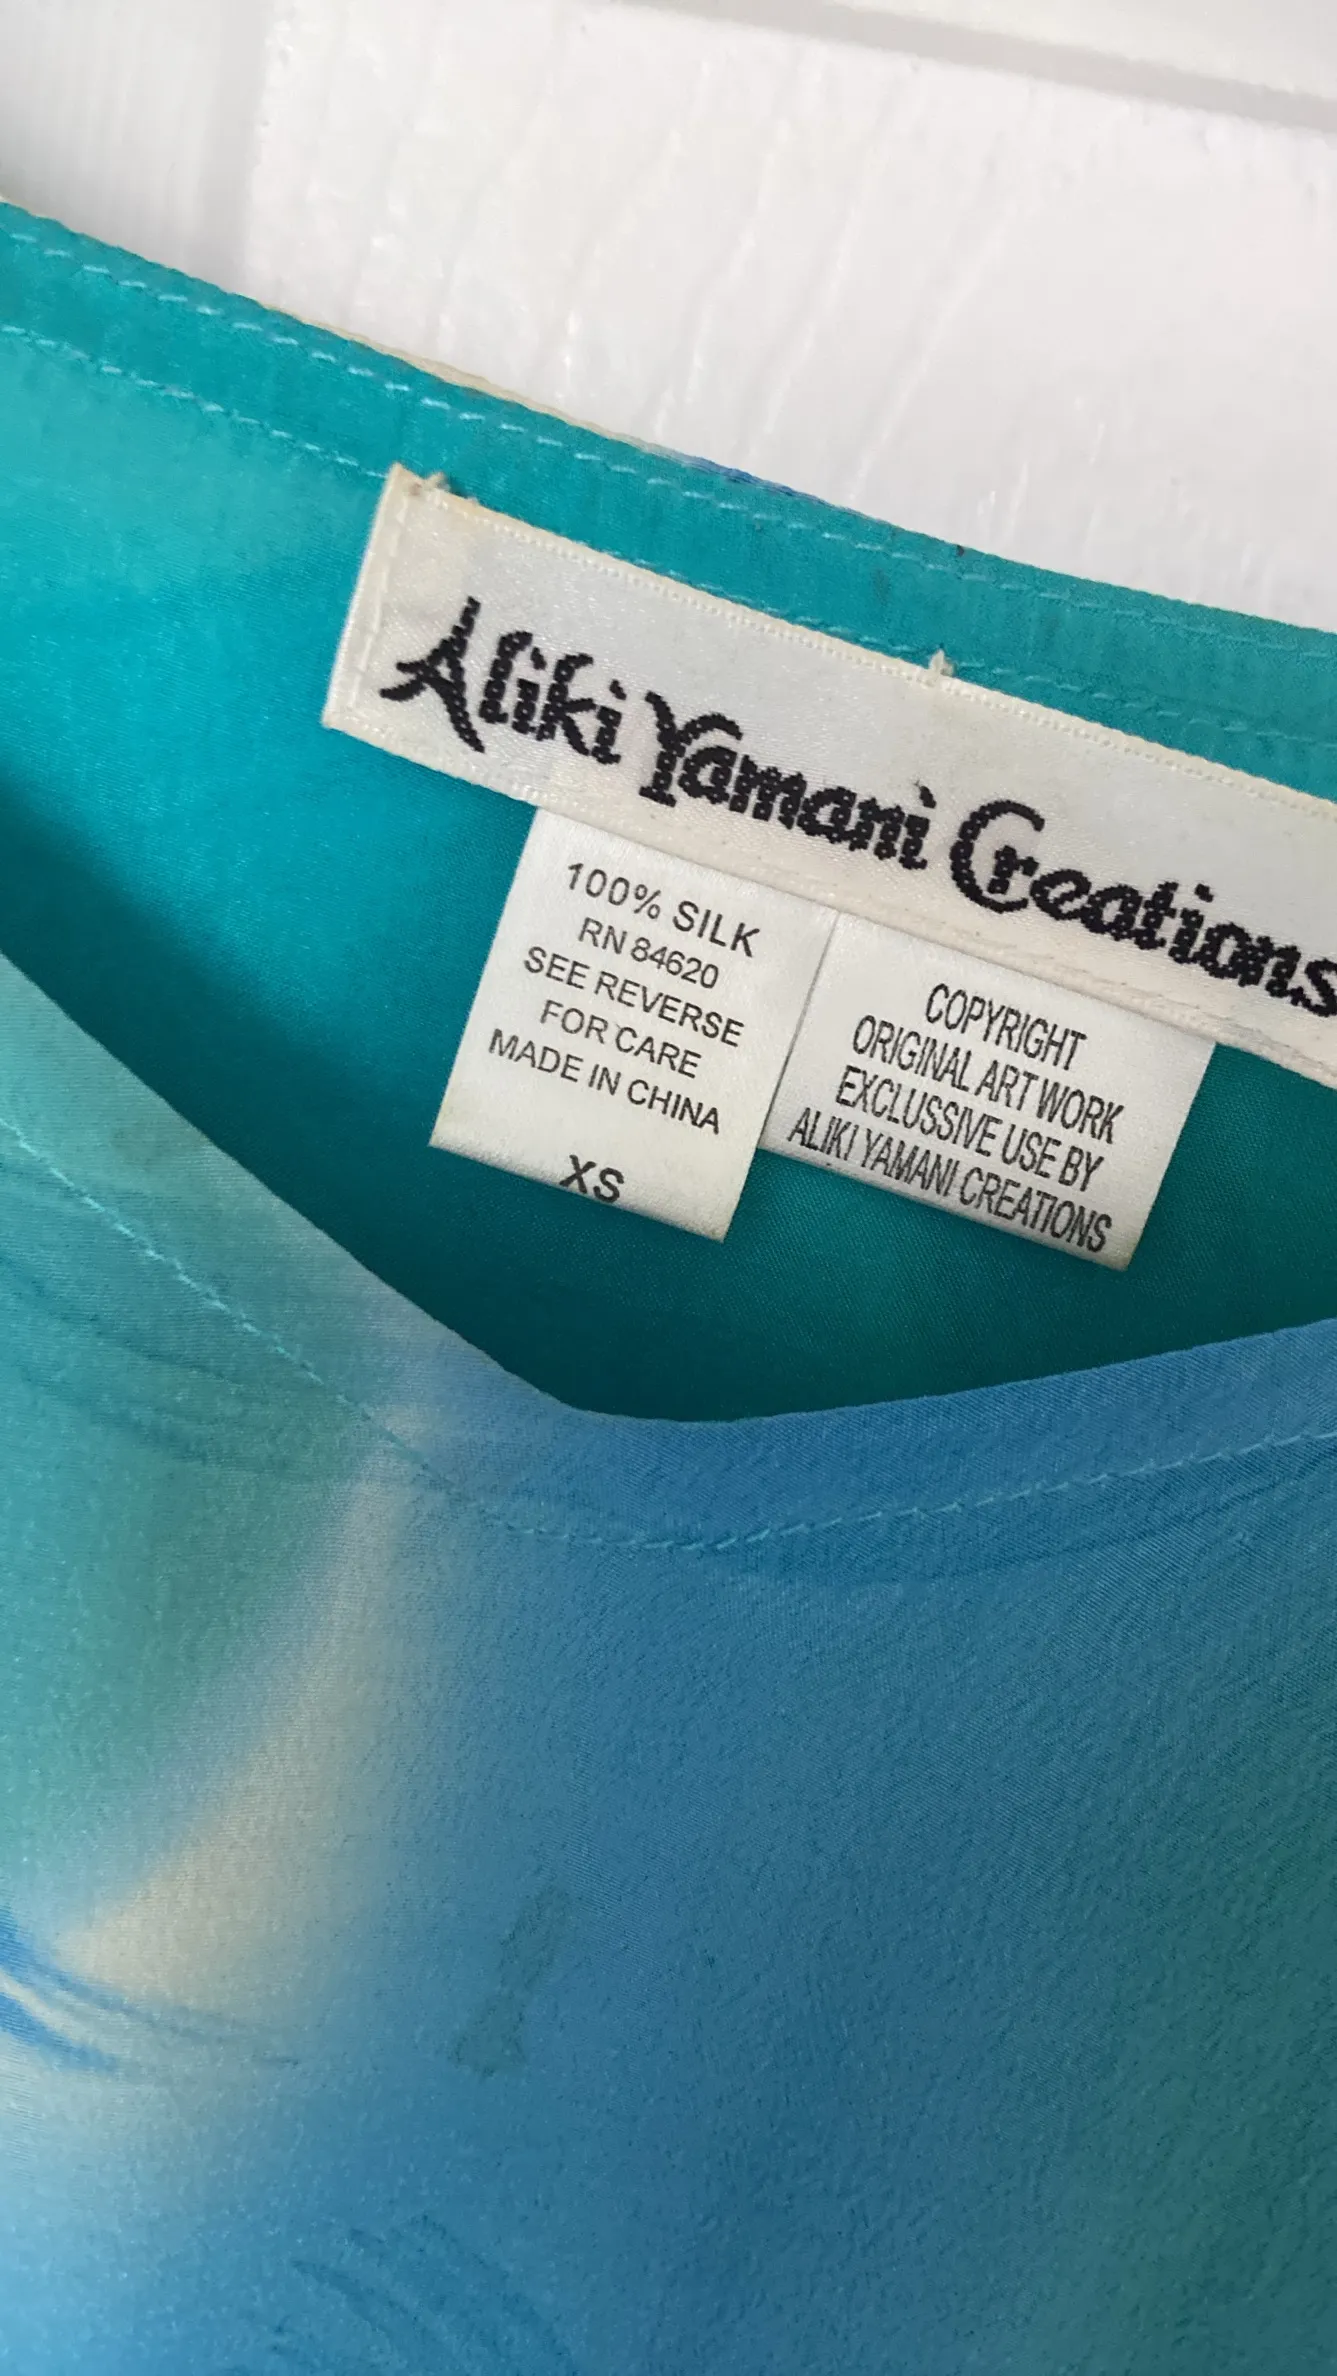 Aliki Yamani Creations
100% SILK
RN 84620
SEE REVERSE
FOR CARE
MADE IN CHINA
XS
COPYRIGHT
ORIGINAL ART WORK
EXCLUSSIVE USE BY
ALIKI YAMANI CREATIONS